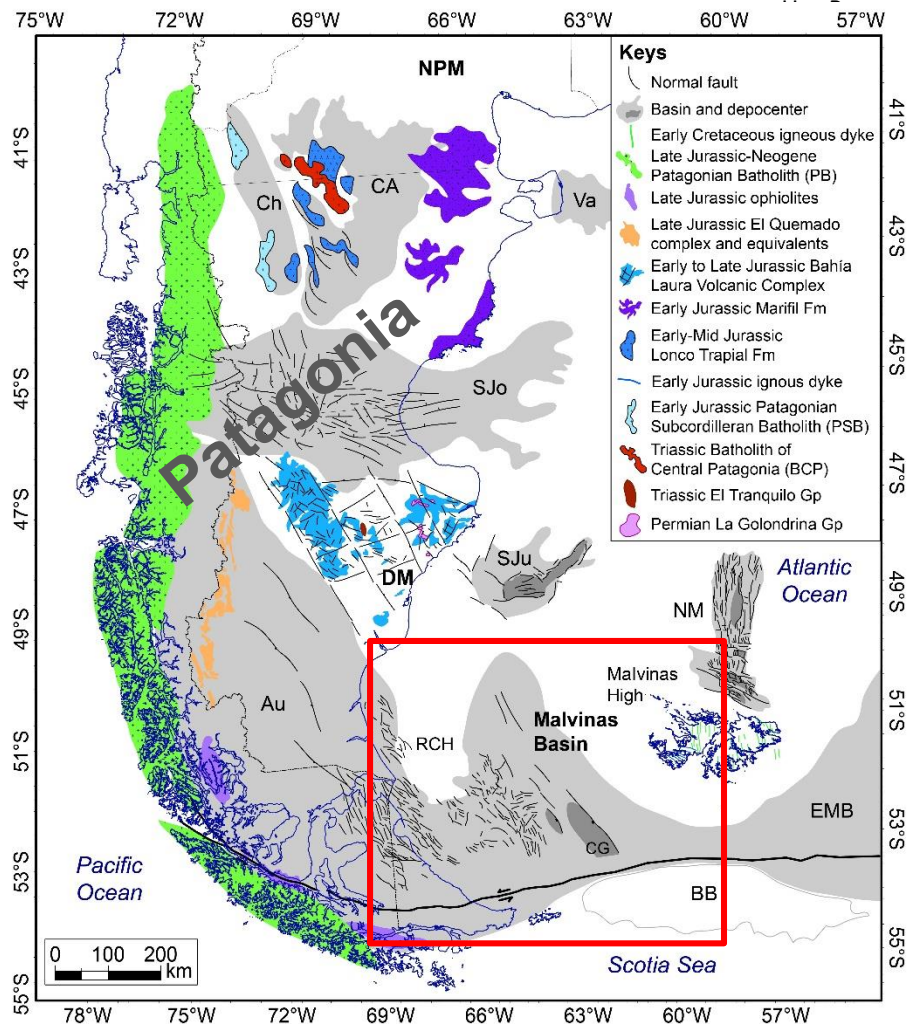 75°W 72°W 69°W 66°W 63°W 60°W 57°W
NPM
Keys
Normal fault
Basin and depocenter
Early Cretaceous igneous dyke
Late Jurassic-Neogene
Patagonian Batholith (PB)
Late Jurassic ophiolites
Late Jurassic El Quemado
complex and equivalents
Early to Late Jurassic Bahía
Laura Volcanic Complex
Early Jurassic Marifil Fm
Early-Mid Jurassic
Lonco Trapial Fm
Early Jurassic ignous dyke
Early Jurassic Patagonian
Subcordilleran Batholith (PSB)
Triassic Batholith of
Central Patagonia (BCP)
Triassic El Tranquilo Gp
Permian La Golondrina Gp
41°S
43°S
45°S
47°S
49°S
51°S
53°S
55°S
41°S
43°S
45°S
47°S
49°S
51°S
53°S
55°S
Ch
CA
Va
Patagonia
SJo
DM
SJu
Atlantic
Ocean
NM
Malvinas
High
Au
Malvinas
Basin
RCH
CG
EMB
BB
Pacific
Ocean
Scotia Sea
0 100 200
km
78°W 75°W 72°W 69°W 66°W 63°W 60°W 57°W